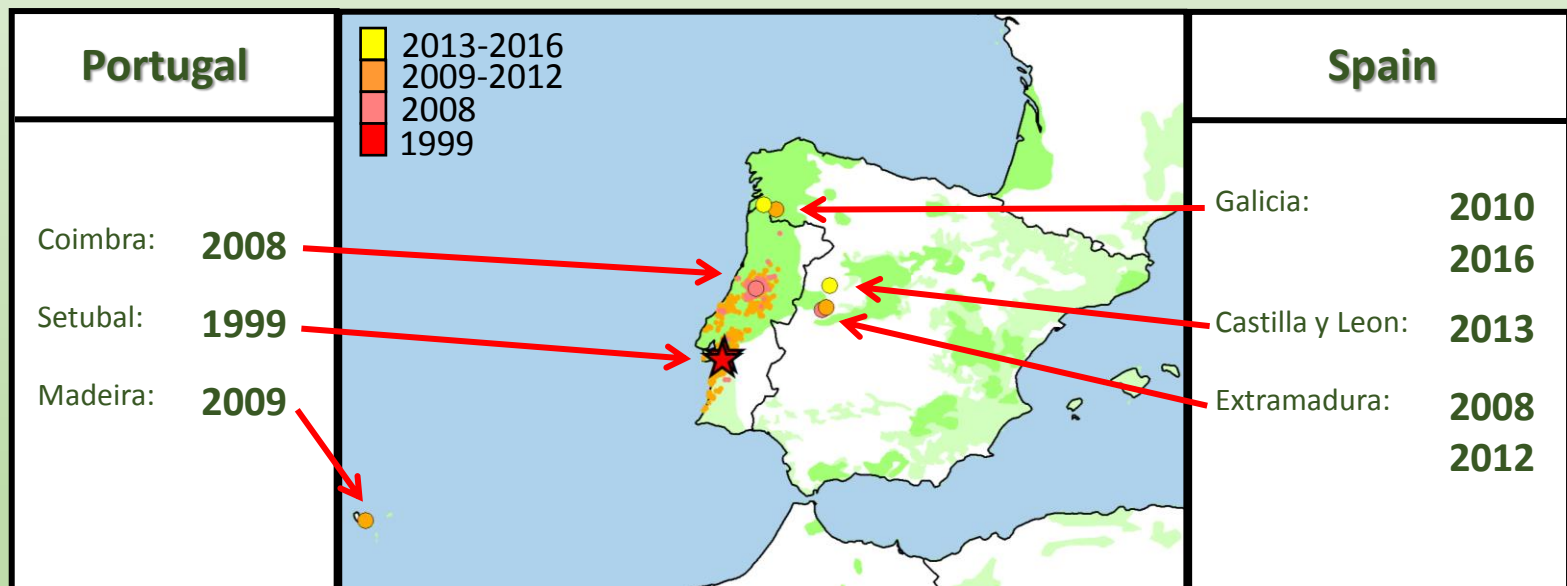 Portugal
Coimbra: 2008
Setubal: 1999
Madeira: 2009
2013-2016
2009-2012
2008
1999
Spain
Galicia: 2010
2016
Castilla y Leon: 2013
Extramadura: 2008
2012